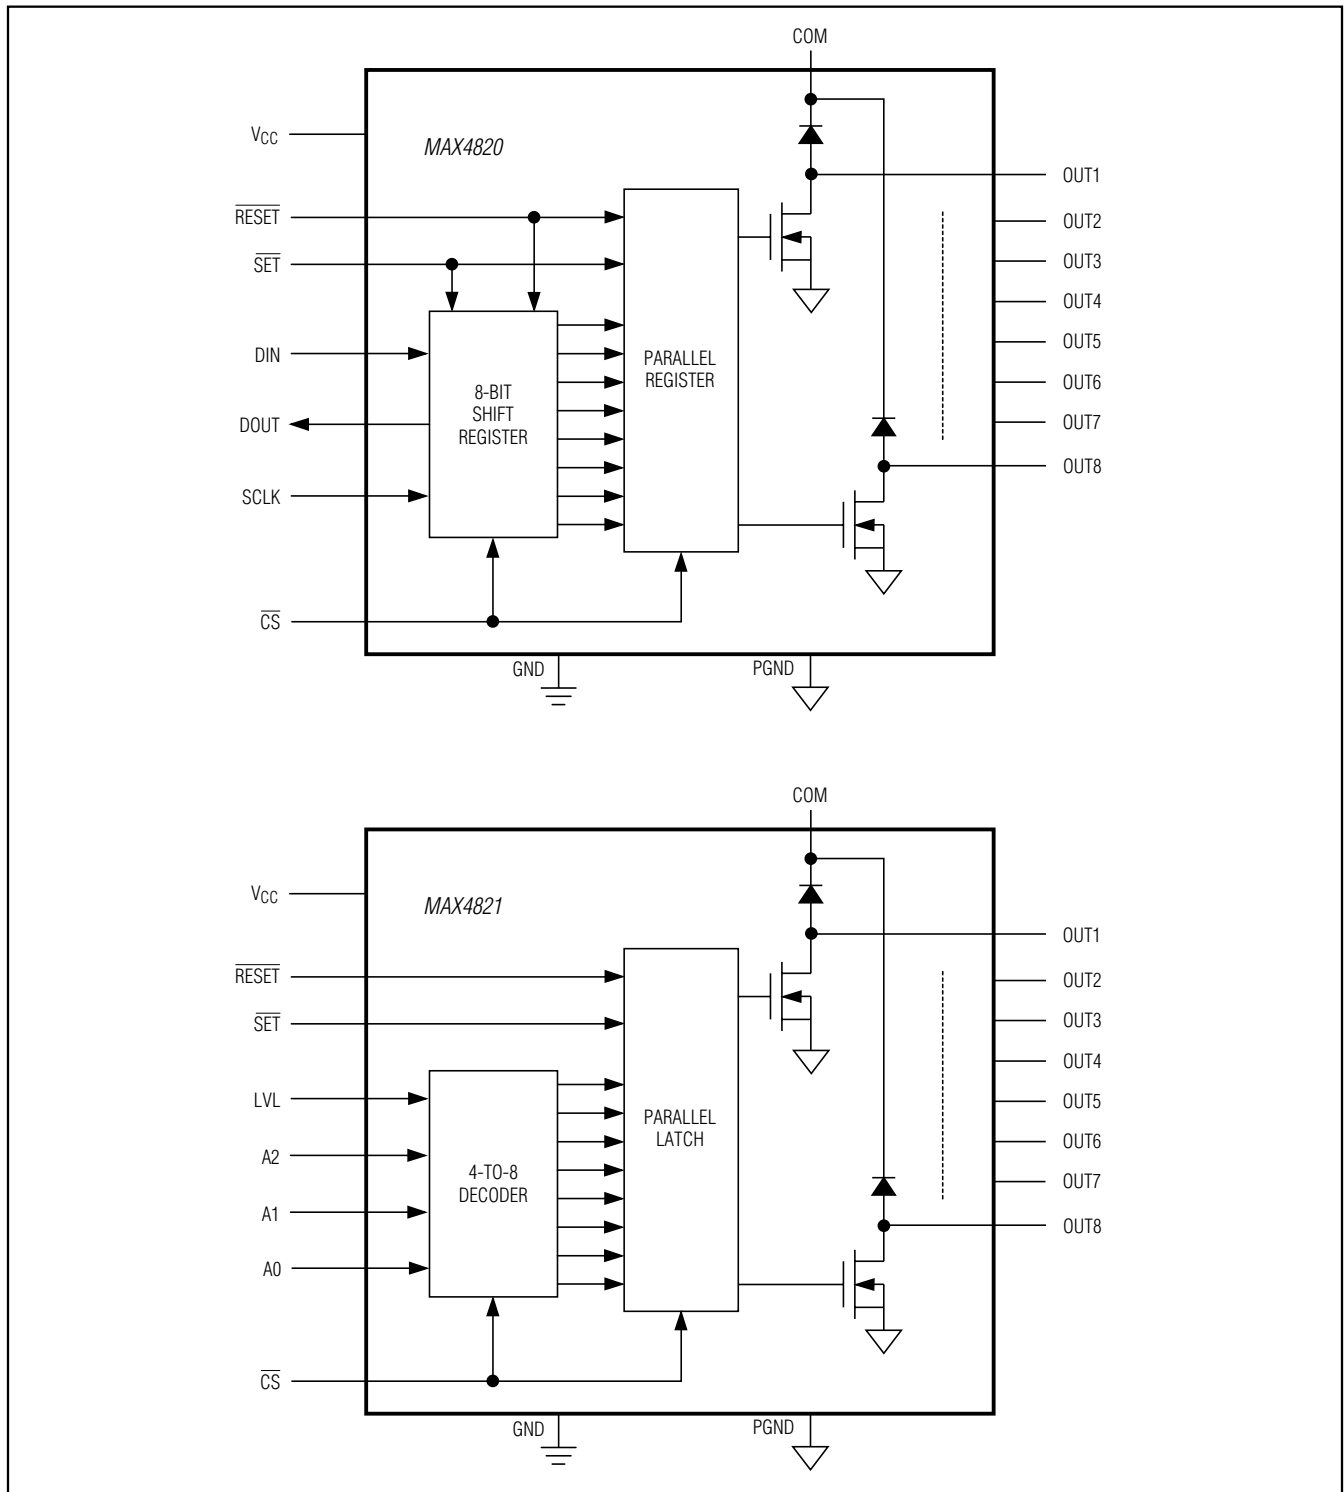 COM
VCC
MAX4820
RESET
SET
DIN
DOUT
SCLK
CS
8-BIT
SHIFT
REGISTER
PARALLEL
REGISTER
OUT1
OUT2
OUT3
OUT4
OUT5
OUT6
OUT7
OUT8
GND
PGND
COM
VCC
MAX4821
RESET
SET
LVL
A2
A1
A0
CS
4-TO-8
DECODER
PARALLEL
LATCH
OUT1
OUT2
OUT3
OUT4
OUT5
OUT6
OUT7
OUT8
GND
PGND